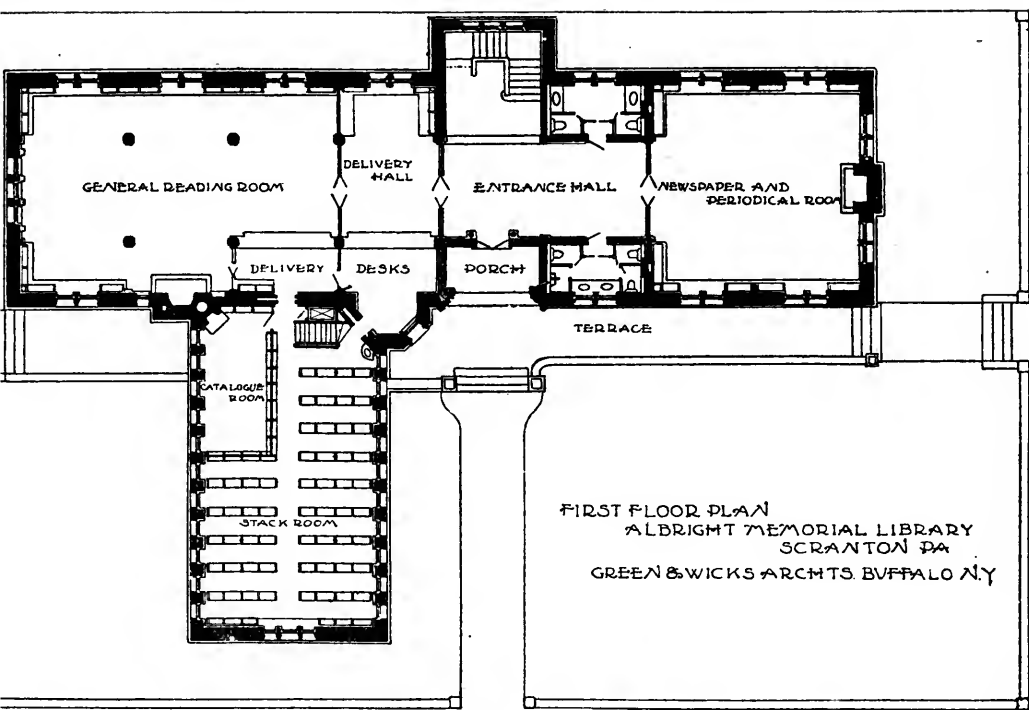 DELIVERY
HALL
GENERAL READING ROOM
ENTRANCE HALL
NEWSPAPER AND
PERIODICAL ROOM
DELIVERY DESKS
PORCH
TERRACE
CATALOGUE
ROOM
STACK ROOM
FIRST FLOOR PLAN
ALBRIGHT MEMORIAL LIBRARY
SCRANTON PA
GREEN & WICKS ARCHTS. BVFFALO N.Y